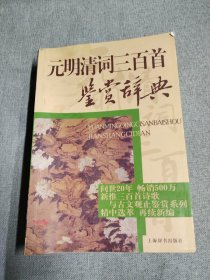 元明清词三百首
鉴赏辞典
YUANMINGQINGCISANBAISHOU
JIANSHANGCIDIAN
问世20年 畅销500万
新推三百首诗歌
与古文观止鉴赏系列
精中选萃 再续新编
上海辞书出版社